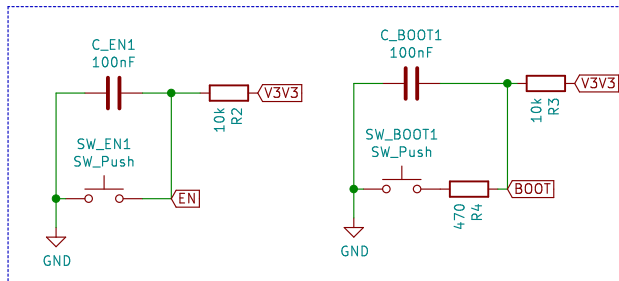 C_EN1
100nF
V3V3
10k
R2
SW_EN1
SW_Push
EN
GND
C_BOOT1
100nF
V3V3
10k
R3
SW_BOOT1
SW_Push
BOOT
470
R4
GND